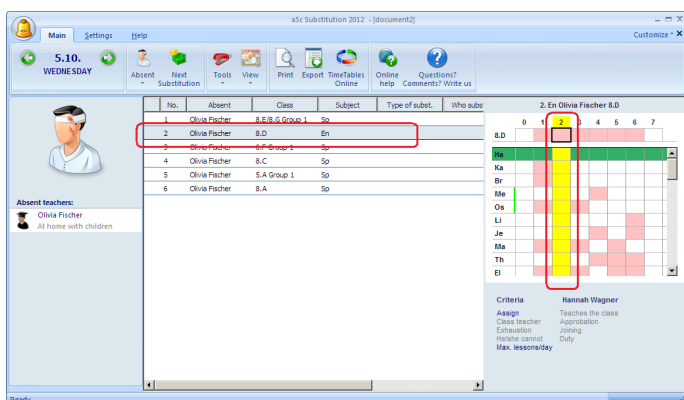 aSc Substitution 2012 - [document2]
Main Settings Help Customize
5.10.
WEDNESDAY
Absent
Next Substitution
Tools
View
Print
Export
TimeTables Online
Online help
Questions? Comments? Write us
No. Absent Class Subject Type of subst. Who subs
1 Olivia Fischer 8.E/8.G Group 1 Sp
2 Olivia Fischer 8.D En
3 Olivia Fischer 6.F Group 1 Sp
4 Olivia Fischer 8.C Sp
5 Olivia Fischer 5.A Group 1 Sp
6 Olivia Fischer 8.A Sp
Absent teachers:
Olivia Fischer
At home with children
2. En Olivia Fischer 8.D
0 1 2 3 4 5 6 7
8.D
Ha
Ka
Br
Me
Os
Li
Je
Ma
Th
El
Criteria Hannah Wagner
Assign Teaches the class
Class teacher Approbation
Exhaustion Joining
He/she cannot Duty
Max. lessons/day
Ready